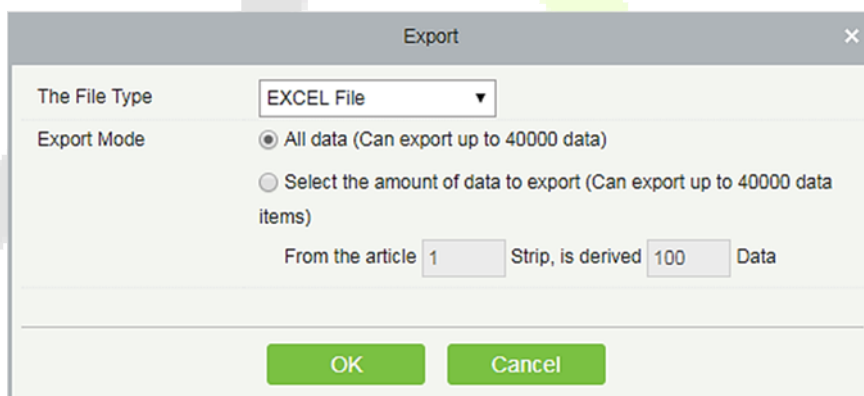 Export
The File Type EXCEL File
Export Mode All data (Can export up to 40000 data)
Select the amount of data to export (Can export up to 40000 data
items)
From the article 1 Strip, is derived 100 Data
OK Cancel